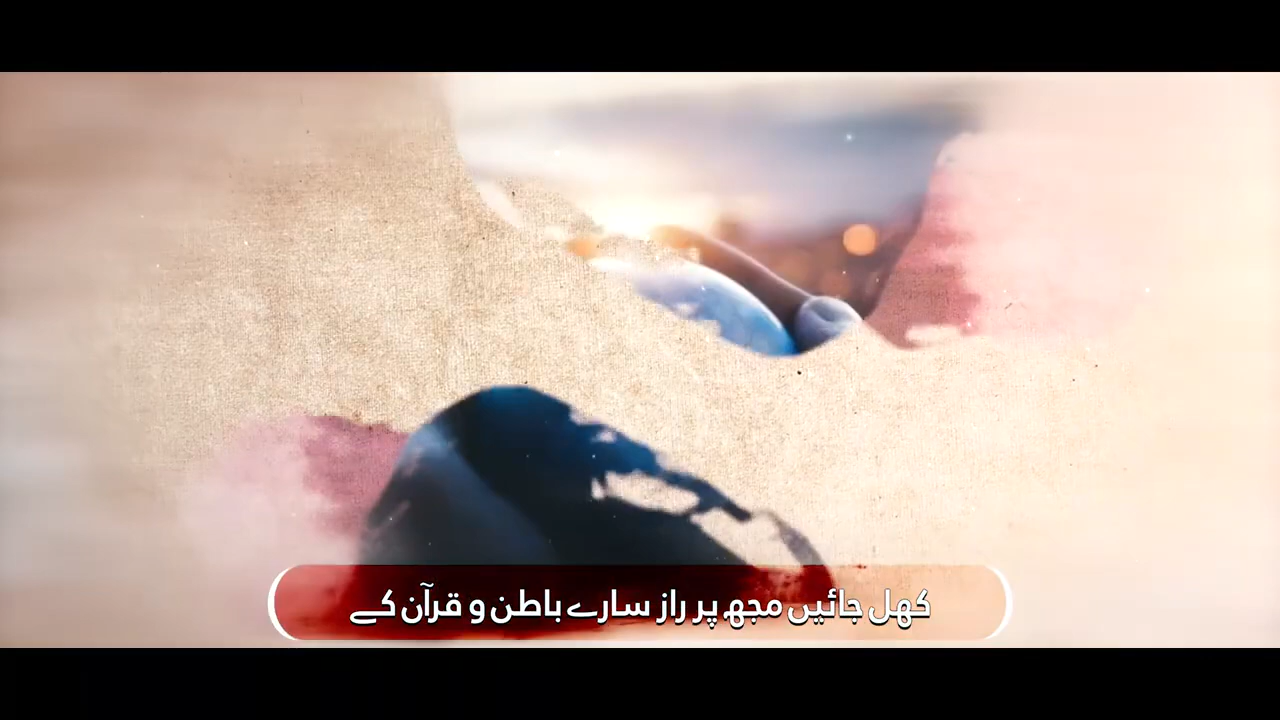 کھل جائیں مجھ پر راز سارے باطن و قرآن کے